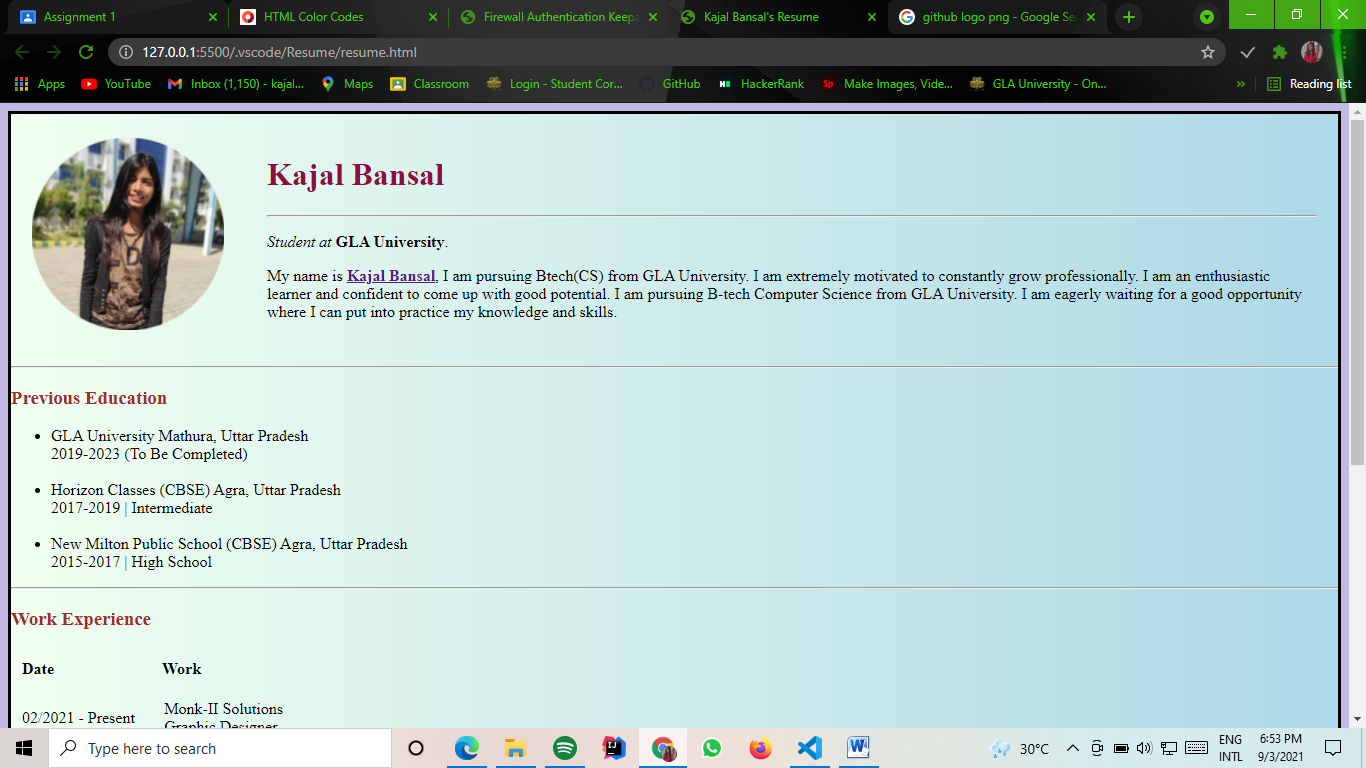 Assignment 1
HTML Color Codes
Firewall Authentication Keepa
Kajal Bansal's Resume
github logo png - Google Se
127.0.0.1:5500/.vscode/Resume/resume.html
Apps
YouTube
Inbox (1,150) - kajal...
Maps
Classroom
Login - Student Cor...
GitHub
HackerRank
Sp
Make Images, Vide...
GLA University - On...
»
Reading list
Kajal Bansal
Student at GLA University.
My name is Kajal Bansal, I am pursuing Btech(CS) from GLA University. I am extremely motivated to constantly grow professionally. I am an enthusiastic
learner and confident to come up with good potential. I am pursuing B-tech Computer Science from GLA University. I am eagerly waiting for a good opportunity
where I can put into practice my knowledge and skills.
Previous Education
• GLA University Mathura, Uttar Pradesh
2019-2023 (To Be Completed)
• Horizon Classes (CBSE) Agra, Uttar Pradesh
2017-2019 | Intermediate
• New Milton Public School (CBSE) Agra, Uttar Pradesh
2015-2017 | High School
Work Experience
Date Work
Monk-II Solutions
02/2021 - Present
Graphic Designer
Type here to search
30°C
ENG
INTL
6:53 PM
9/3/2021